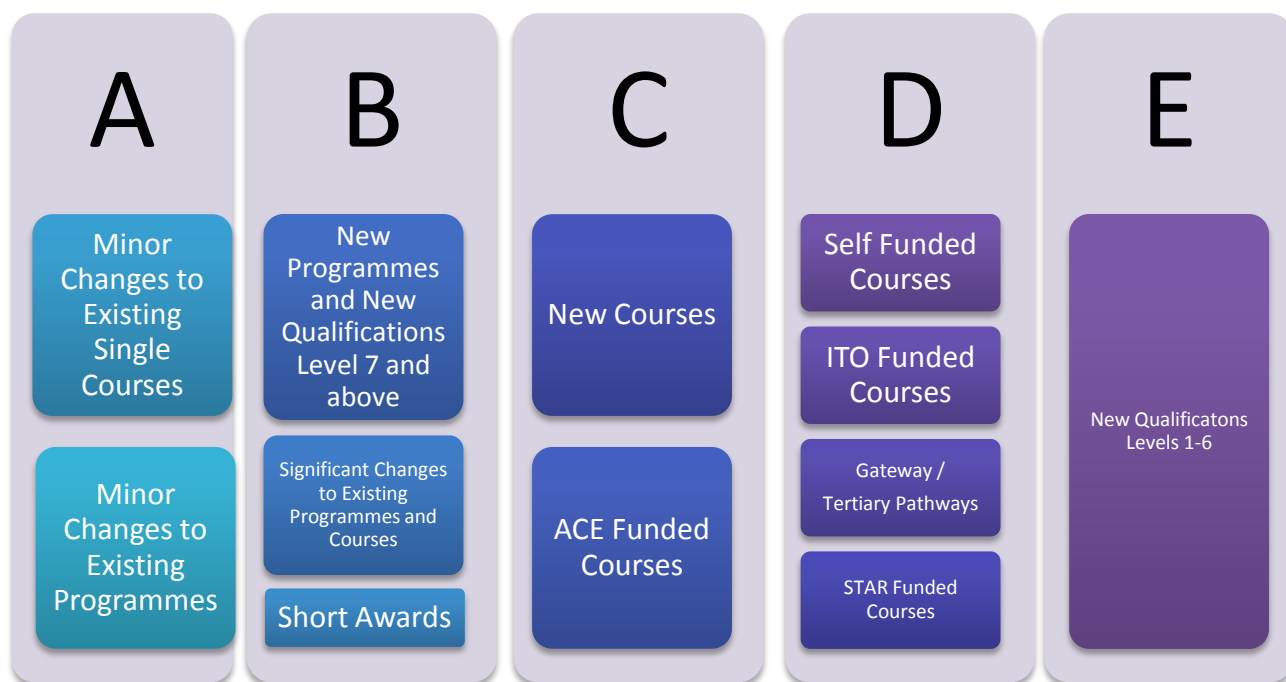 A
Minor
Changes to
Existing
Single
Courses
Minor
Changes to
Existing
Programmes
B
New
Programmes
and New
Qualifications
Level 7 and
above
Significant Changes
to Existing
Programmes and
Courses
Short Awards
C
New Courses
ACE Funded
Courses
D
Self Funded
Courses
ITO Funded
Courses
Gateway /
Tertiary Pathways
STAR Funded
Courses
E
New Qualificatons
Levels 1-6